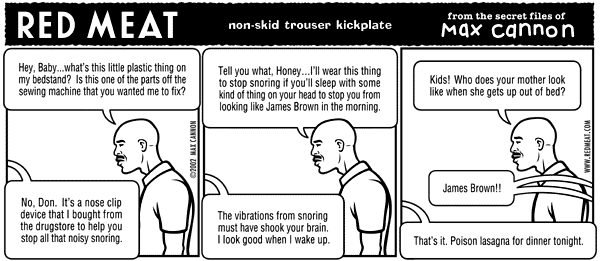 RED MEAT
non-skid trouser kickplate
from the secret files of
max cannon
Hey, Baby...what's this little plastic thing on
my bedstand? Is this one of the parts off the
sewing machine that you wanted me to fix?
No, Don. It's a nose clip
device that I bought from
the drugstore to help you
stop all that noisy snoring.
©2002 MAX CANNON
Tell you what, Honey...I'll wear this thing
to stop snoring if you'll sleep with some
kind of thing on your head to stop you from
looking like James Brown in the morning.
The vibrations from snoring
must have shook your brain.
I look good when I wake up.
Kids! Who does your mother look
like when she gets up out of bed?
James Brown!!
That's it. Poison lasagna for dinner tonight.
WWW.REDMEAT.COM